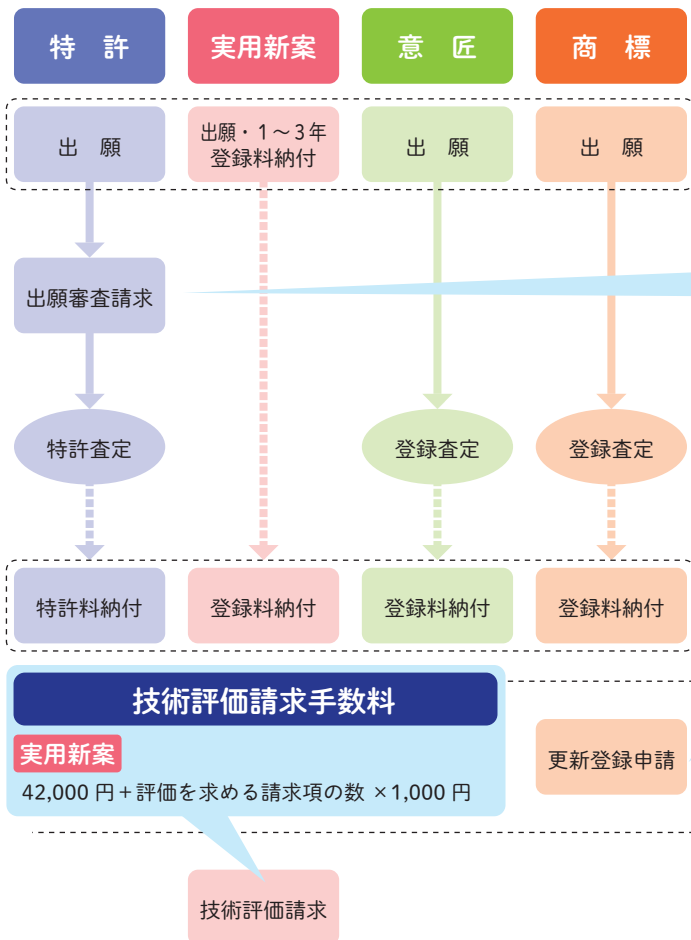 特 許
実用新案
意 匠
商 標
出 願
出願・1～3年
登録料納付
出 願
出 願
出願審査請求
特許査定
登録査定
登録査定
特許料納付
登録料納付
登録料納付
登録料納付
技術評価請求手数料
実用新案
42,000 円+評価を求める請求項の数 ×1,000 円
更新登録申請
技術評価請求